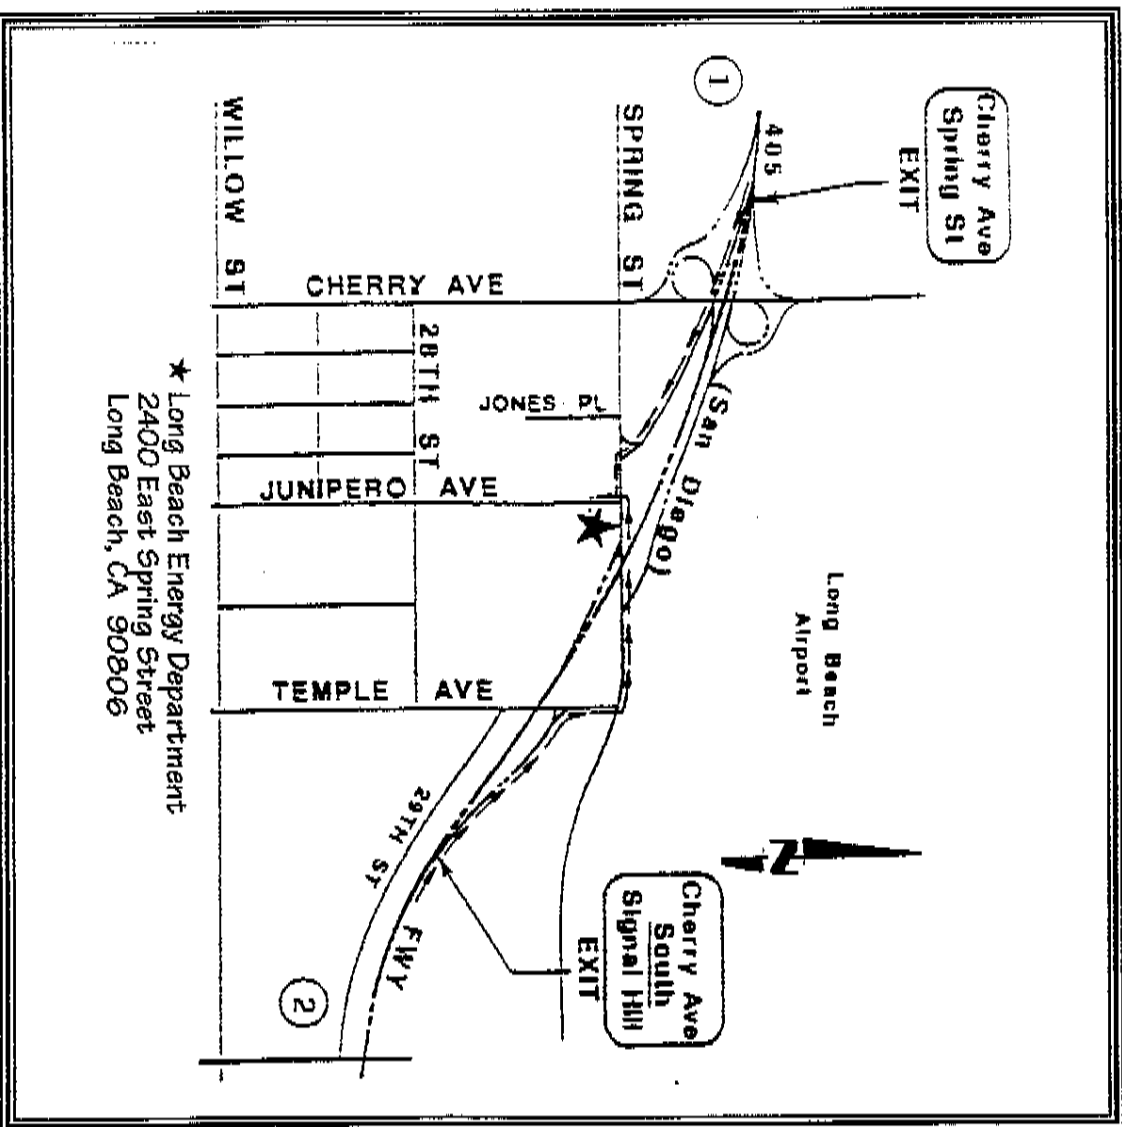 Cherry Ave
Spring St
EXIT
1
405
SPRING ST
WILLOW ST
CHERRY AVE
28TH ST
JONES PL
JUNIPERO AVE
(San Diego)
Long Beach
Airport
TEMPLE AVE
29TH ST
FWY
N
Cherry Ave
South
Signal Hill
EXIT
2
★ Long Beach Energy Department
2400 East Spring Street
Long Beach, CA 90806